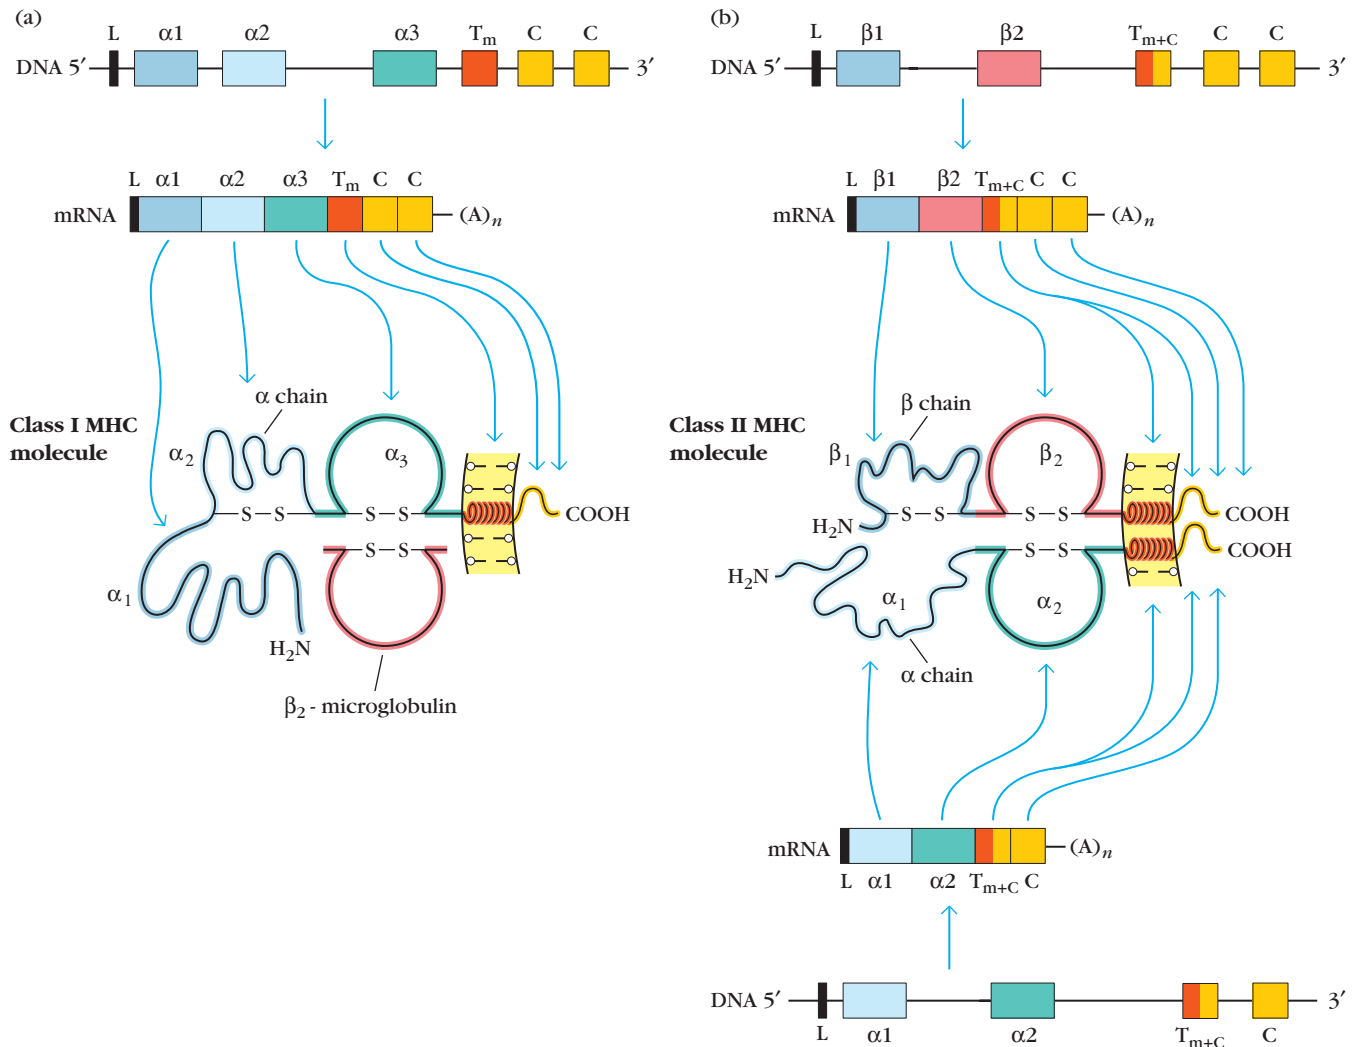 (a)
L α1 α2 α3 Tm C C
DNA 5′ 3′
L α1 α2 α3 Tm C C
mRNA (A)n
Class I MHC
molecule
α chain
α2
α3
S S S S
COOH
S S
α1
H2N
β2 - microglobulin
(b)
L β1 β2 Tm+C C C
DNA 5′ 3′
L β1 β2 Tm+C C C
mRNA (A)n
Class II MHC
molecule
β chain
β1
β2
S S S S
COOH
H2N
S S
COOH
H2N
α1
α2
α chain
mRNA (A)n
L α1 α2 Tm+C C
DNA 5′ 3′
L α1 α2 Tm+C C